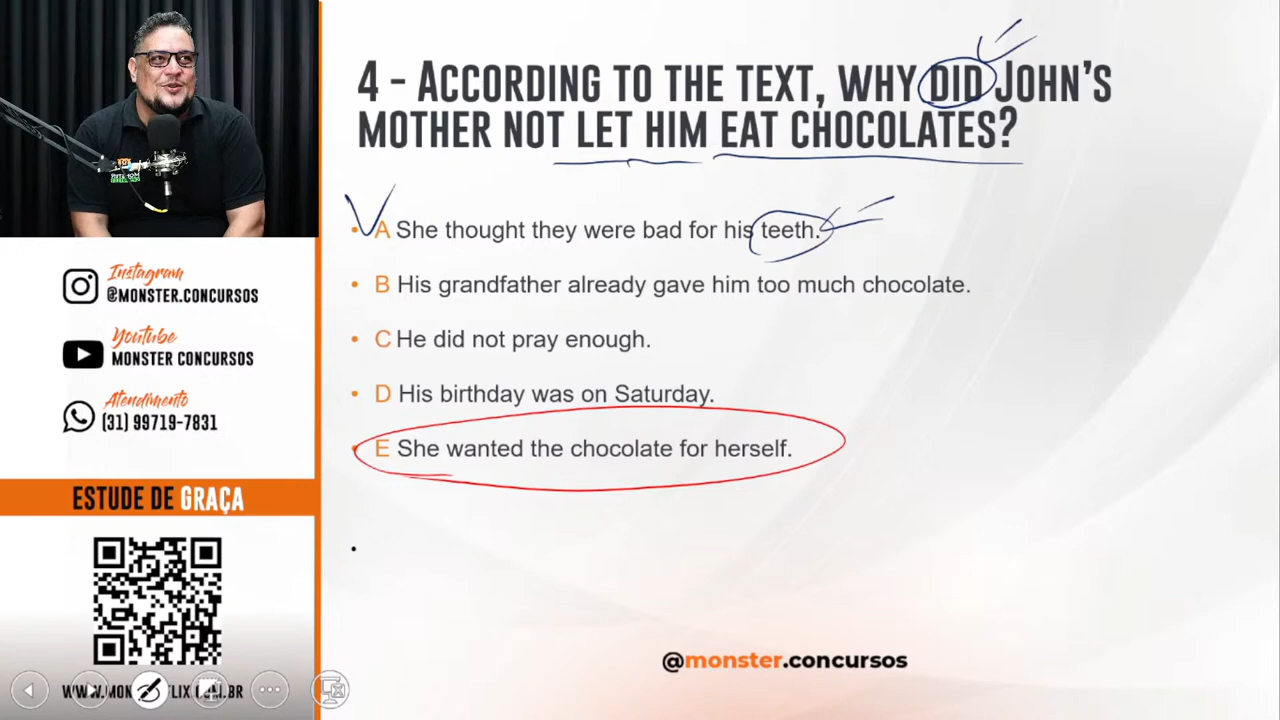 4 - ACCORDING TO THE TEXT, WHY DID JOHN'S
MOTHER NOT LET HIM EAT CHOCOLATES?
• A She thought they were bad for his teeth.
• B His grandfather already gave him too much chocolate.
• C He did not pray enough.
• D His birthday was on Saturday.
• E She wanted the chocolate for herself.
•
Instagram
@MONSTER.CONCURSOS
Youtube
MONSTER CONCURSOS
Atendimento
(31) 99719-7831
ESTUDE DE GRAÇA
@monster.concursos